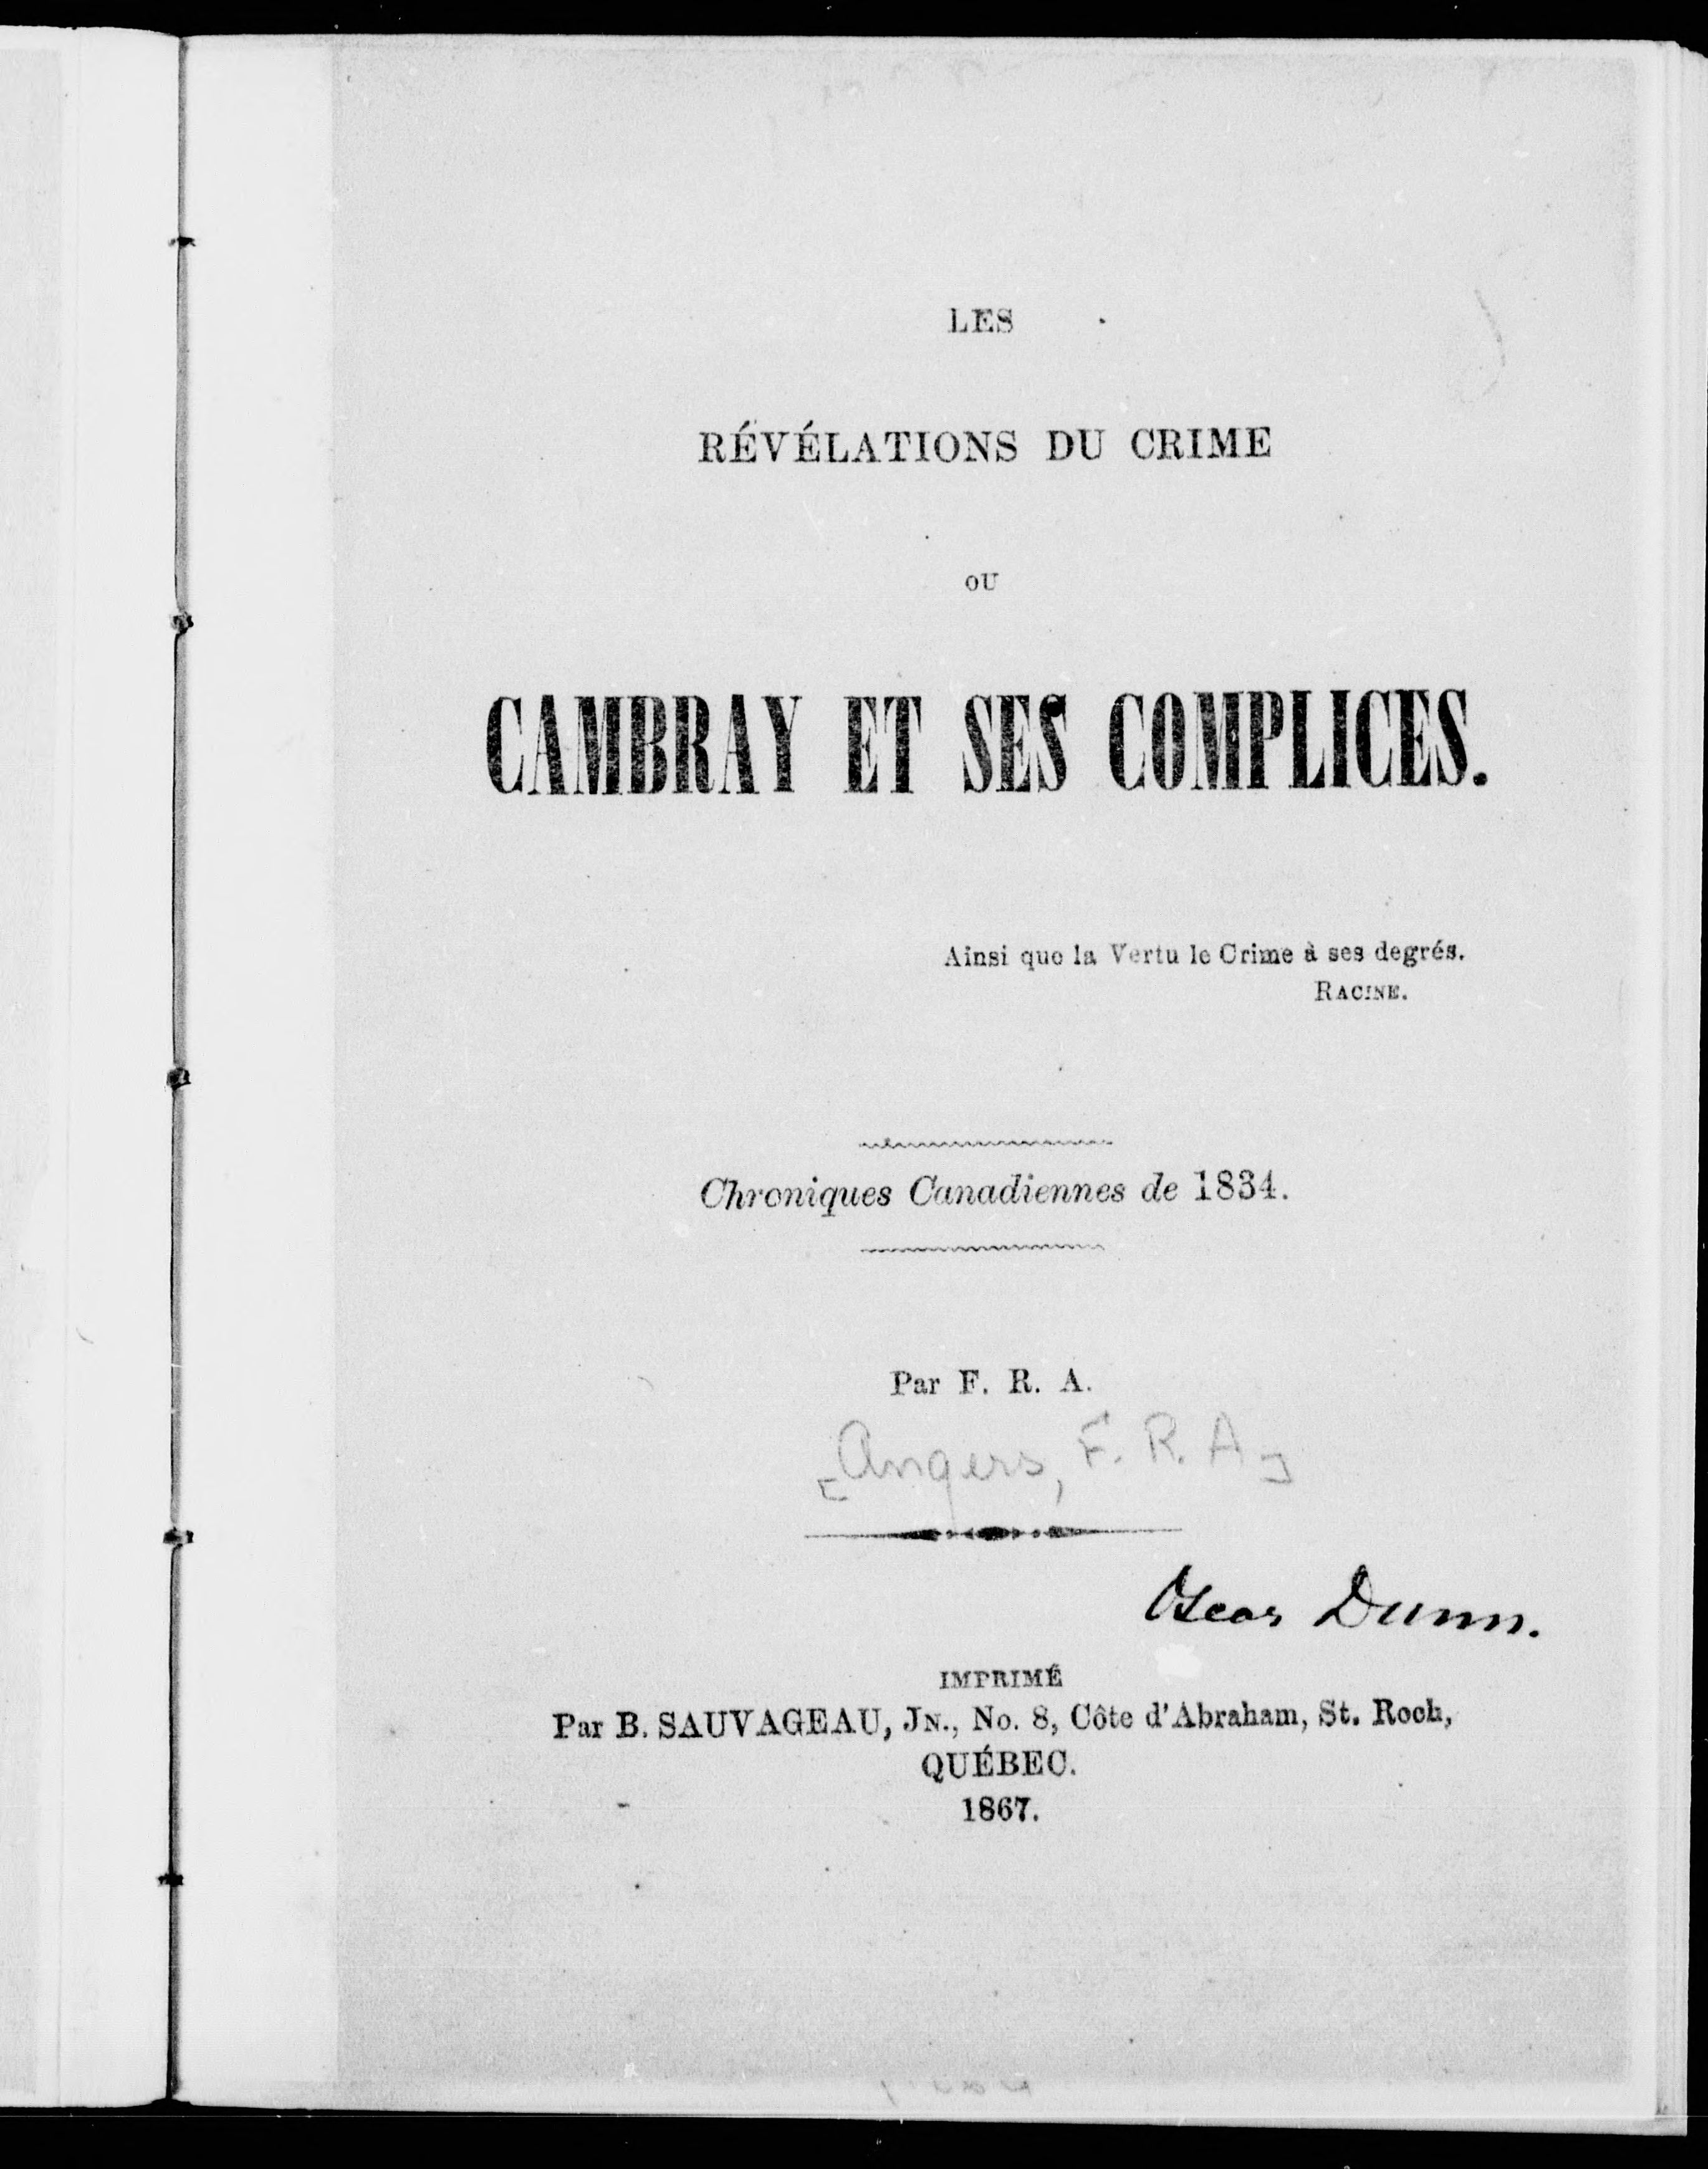 LES
RÉVÉLATIONS DU CRIME
OU
CAMBRAY ET SES COMPLICES.
Ainsi que la Vertu le Crime à ses degrés.
RACINE.
Chroniques Canadiennes de 1834.
Par F. R. A.
[Angers, F. R. A]
Oscar Dunn.
IMPRIMÉ
Par B. SAUVAGEAU, JN., No. 8, Côte d'Abraham, St. Roch,
QUÉBEC.
1867.